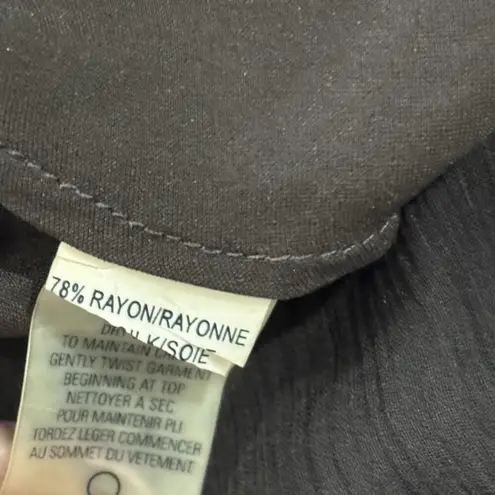 78% RAYON/RAYONNE
LK/SOIE
TO MAINTAIN
GENTLY TWIST GARMENT
BEGINNING AT TOP
NETTOYER A SEC
POUR MAINTENIR PLI
TORDEZ LEGER COMMENCER
AU SOMMET DU VETEMENT